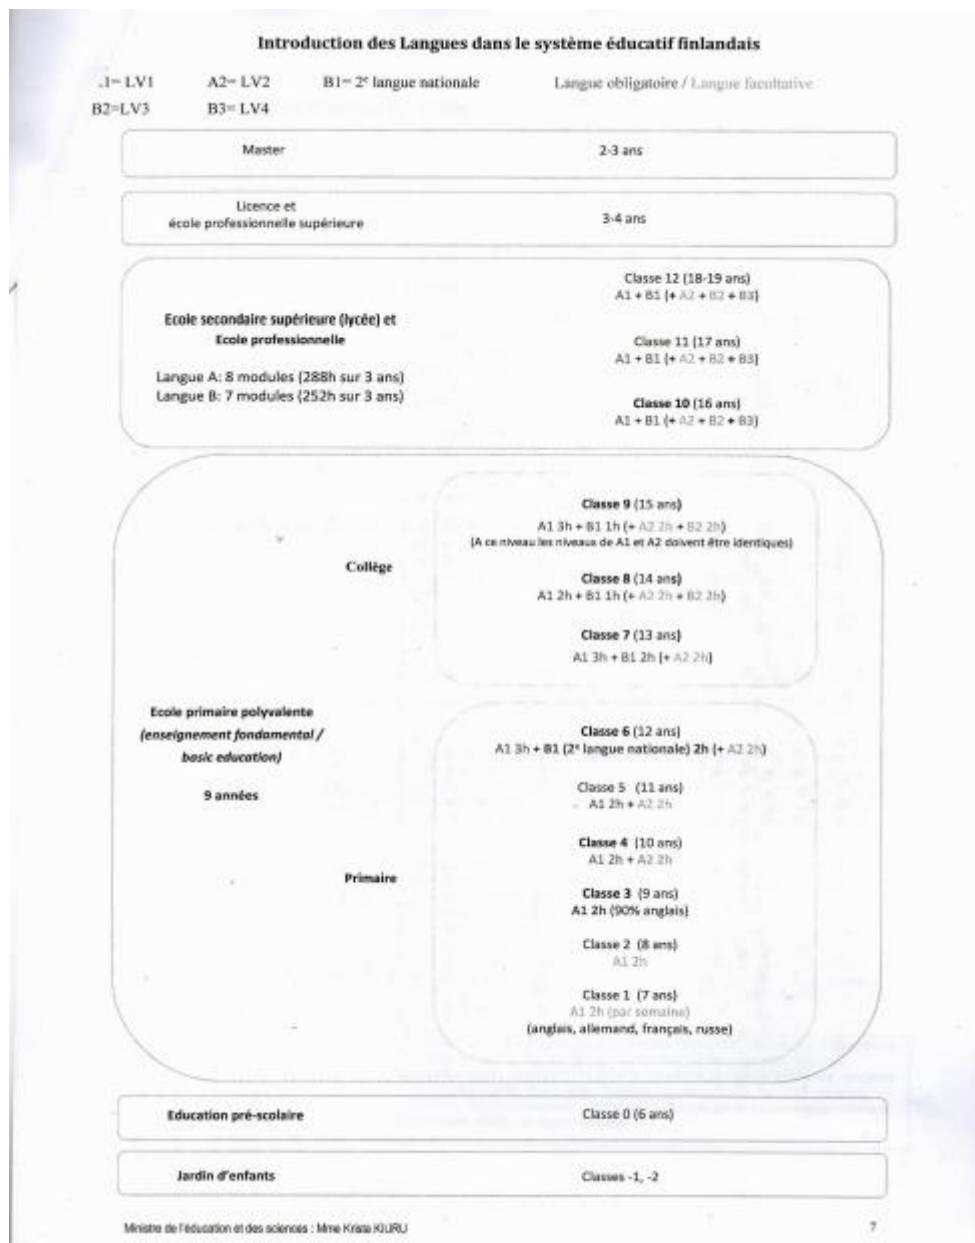 Introduction des Langues dans le système éducatif finlandais
.1= LV1 A2= LV2 B1= 2e langue nationale Langue obligatoire / Langue facultative
B2=LV3 B3= LV4
Master 2-3 ans
Licence et
école professionnelle supérieure
3-4 ans
Ecole secondaire supérieure (lycée) et
Ecole professionnelle
Langue A: 8 modules (288h sur 3 ans)
Langue B: 7 modules (252h sur 3 ans)
Classe 12 (18-19 ans)
A1 + B1 (+ A2 + B2 + B3)
Classe 11 (17 ans)
A1 + B1 (+ A2 + B2 + B3)
Classe 10 (16 ans)
A1 + B1 (+ A2 + B2 + B3)
Ecole primaire polyvalente
(enseignement fondamental /
basic education)
9 années
Collège
Classe 9 (15 ans)
A1 3h + B1 1h (+ A2 2h + B2 2h)
(A ce niveau les niveaux de A1 et A2 doivent être identiques)
Classe 8 (14 ans)
A1 2h + B1 1h (+ A2 2h + B2 2h)
Classe 7 (13 ans)
A1 3h + B1 2h (+ A2 2h)
Primaire
Classe 6 (12 ans)
A1 3h + B1 (2e langue nationale) 2h (+ A2 2h)
Classe 5 (11 ans)
A1 2h + A2 2h
Classe 4 (10 ans)
A1 2h + A2 2h
Classe 3 (9 ans)
A1 2h (90% anglais)
Classe 2 (8 ans)
A1 2h
Classe 1 (7 ans)
A1 2h (par semaine)
(anglais, allemand, français, russe)
Education pré-scolaire Classe 0 (6 ans)
Jardin d'enfants Classes -1, -2
Ministre de l'éducation et des sciences : Mme Krista KIURU 7